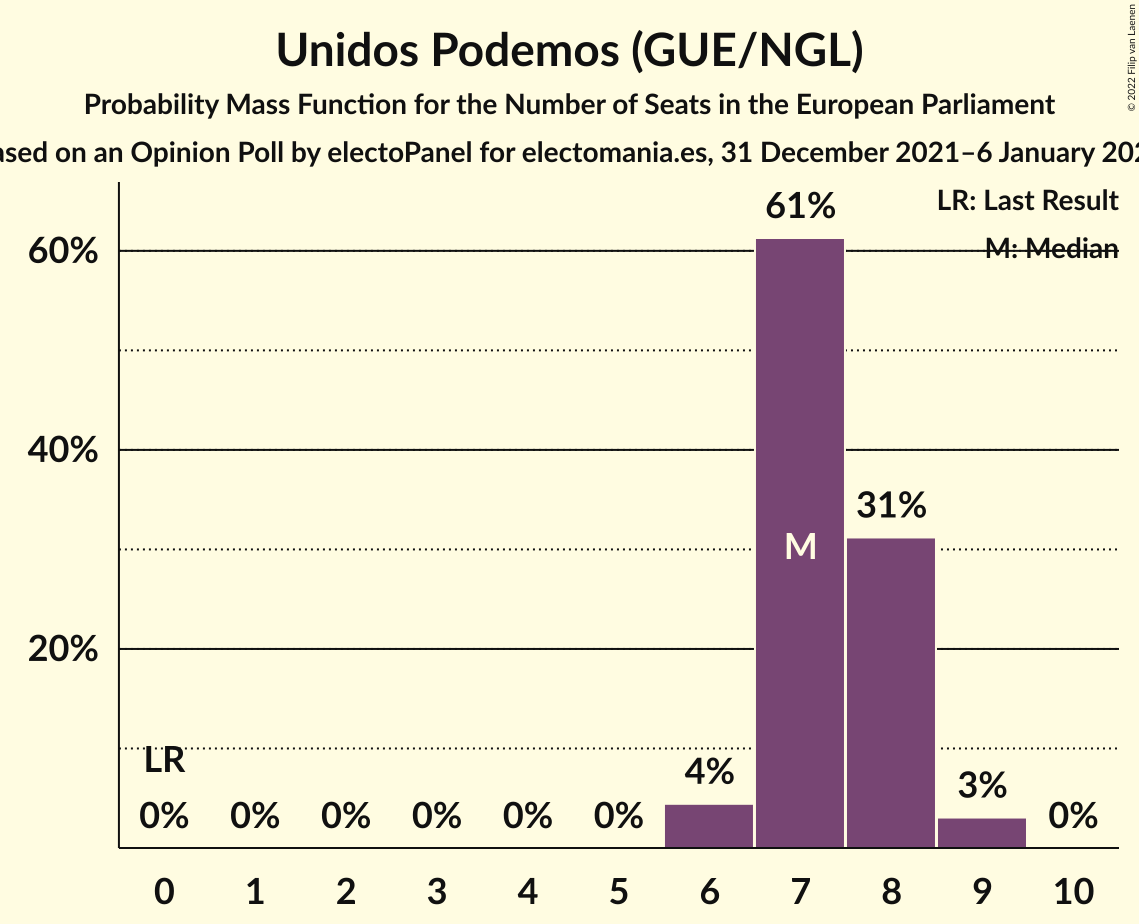 Unidos Podemos (GUE/NGL)
Probability Mass Function for the Number of Seats in the European Parliament
on an Opinion Poll by electoPanel for electomania.es, 31 December 2021–6 January
© 2022 Filip van Laenen
LR: Last Result
M: Median
60%
40%
20%
61%
31%
M
LR
4%
3%
0% 0% 0% 0% 0% 0% 0%
0 1 2 3 4 5 6 7 8 9 10